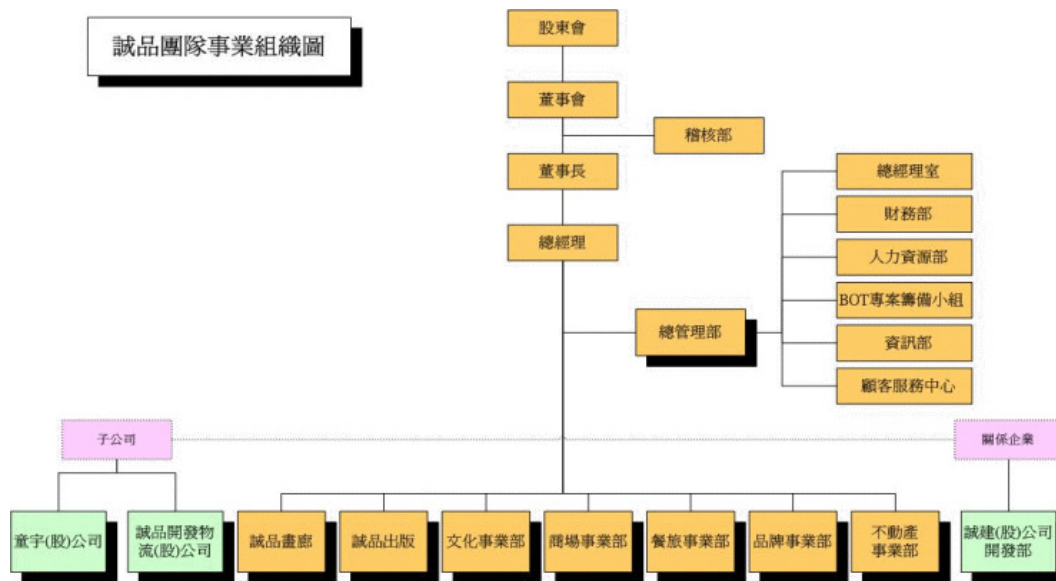 誠品團隊事業組織圖
股東會
董事會
稽核部
董事長
總經理
總經理室
財務部
人力資源部
BOT專案籌備小組
資訊部
顧客服務中心
總管理部
子公司
關係企業
童宇(股)公司
誠品開發物
流(股)公司
誠品畫廊
誠品出版
文化事業部
商場事業部
餐旅事業部
品牌事業部
不動產
事業部
誠建(股)公司
開發部